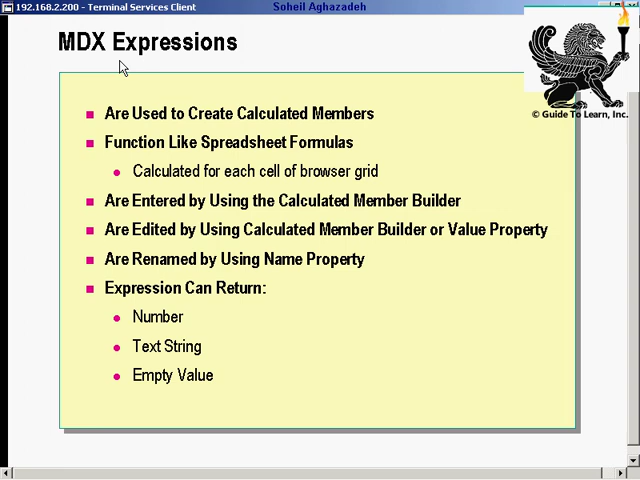 192.168.2.200 - Terminal Services Client
Soheil Aghazadeh
MDX Expressions
© Guide To Learn, Inc.
Are Used to Create Calculated Members
Function Like Spreadsheet Formulas
Calculated for each cell of browser grid
Are Entered by Using the Calculated Member Builder
Are Edited by Using Calculated Member Builder or Value Property
Are Renamed by Using Name Property
Expression Can Return:
Number
Text String
Empty Value